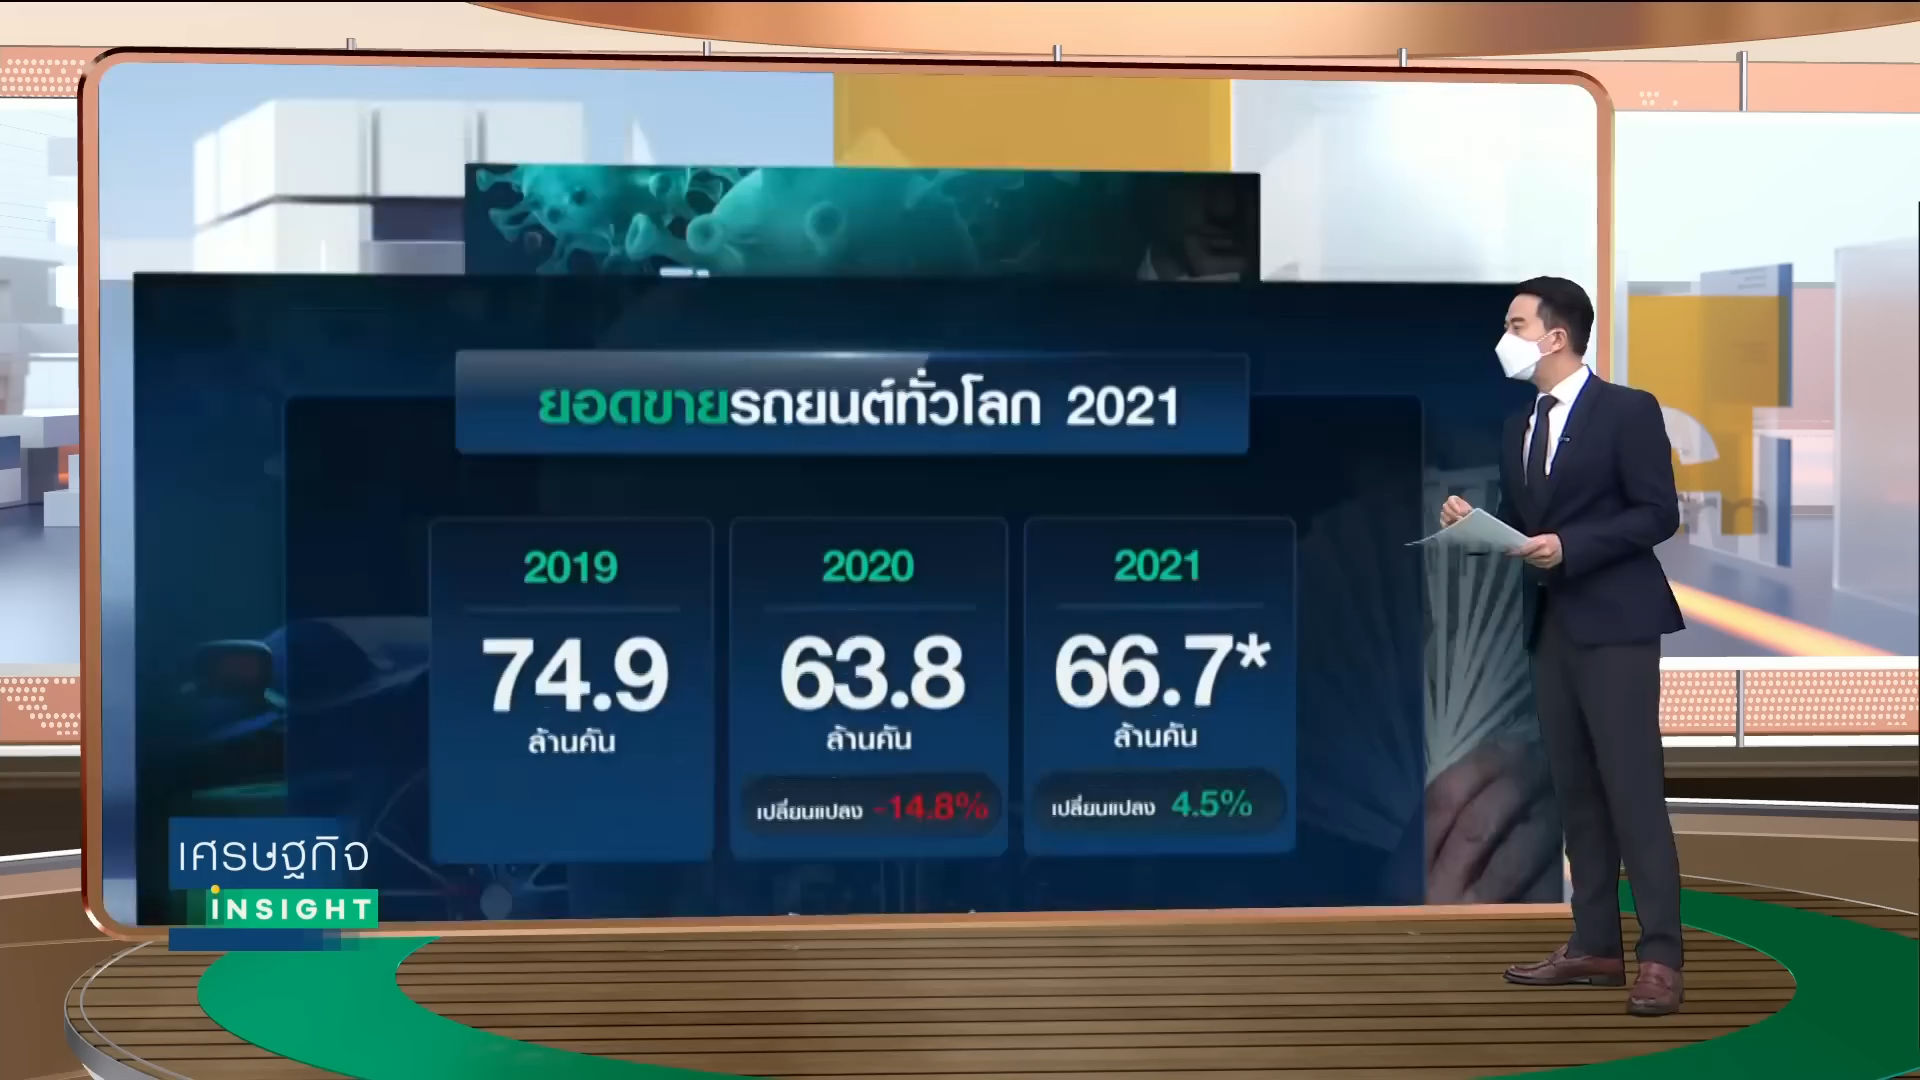 ยอดขายรถยนต์ทั่วโลก 2021
2019
74.9
ล้านคัน
2020
63.8
ล้านคัน
เปลี่ยนแปลง -14.8%
2021
66.7*
ล้านคัน
เปลี่ยนแปลง 4.5%
เศรษฐกิจ
INSIGHT